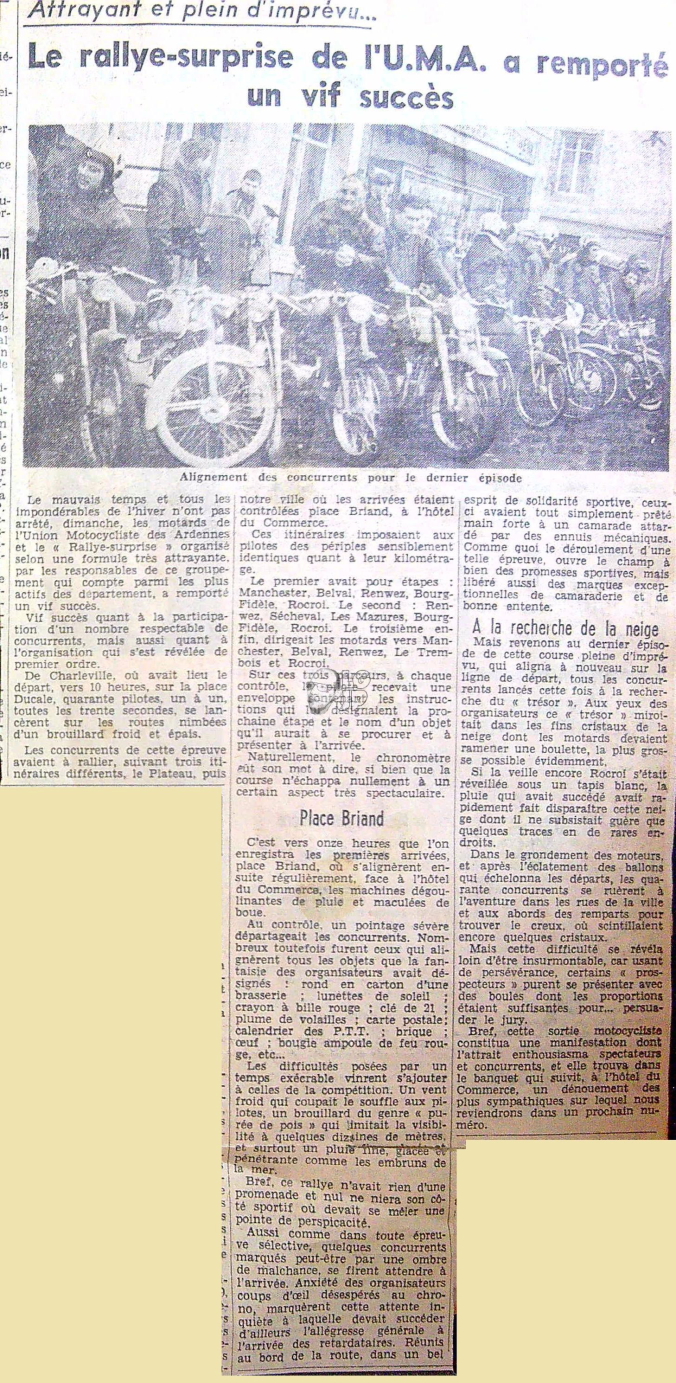 Attrayant et plein d'imprévu...
Le rallye-surprise de l'U.M.A. a remporté
un vif succès
Alignement des concurrents pour le dernier épisode
Le mauvais temps et tous les
impondérables de l'hiver n'ont pas
arrêté, dimanche, les motards de
l'Union Motocycliste des Ardennes
et le « Rallye-surprise » organisé
selon une formule très attrayante,
par les responsables de ce groupe-
ment qui compte parmi les plus
actifs des département, a remporté
un vif succès.
Vif succès quant à la participa-
tion d'un nombre respectable de
concurrents, mais aussi quant à
l'organisation qui s'est révélée de
premier ordre.
De Charleville, où avait lieu le
départ, vers 10 heures, sur la place
Ducale, quarante pilotes, un à un,
toutes les trente secondes, se lan-
cèrent sur les routes nimbées
d'un brouillard froid et épais.
Les concurrents de cette épreuve
avaient à rallier, suivant trois iti-
néraires différents, le Plateau, puis
notre ville où les arrivées étaient
contrôlées place Briand, à l'hôtel
du Commerce.
Ces itinéraires imposaient aux
pilotes des périples sensiblement
identiques quant à leur kilométra-
ge.
Le premier avait pour étapes :
Manchester, Belval, Renwez, Bourg-
Fidèle, Rocroi. Le second : Ren-
wez, Sécheval, Les Mazures, Bourg-
Fidèle, Rocroi. Le troisième en-
fin, dirigeait les motards vers Man-
chester, Belval, Renwez, Le Trem-
bois et Rocroi.
Sur ces trois parcours, à chaque
contrôle, le pilote recevait une
enveloppe contenant les instruc-
tions qui désignaient la pro-
chaine étape et le nom d'un objet
qu'il aurait à se procurer et à
présenter à l'arrivée.
Naturellement, le chronomètre
eût son mot à dire, si bien que la
course n'échappa nullement à un
certain aspect très spectaculaire.
Place Briand
C'est vers onze heures que l'on
enregistra les premières arrivées,
place Briand, où s'alignèrent en-
suite régulièrement, face à l'hôtel
du Commerce, les machines dégou-
linantes de pluie et maculées de
boue.
Au contrôle, un pointage sévère
départageait les concurrents. Nom-
breux toutefois furent ceux qui ali-
gnèrent tous les objets que la fan-
taisie des organisateurs avait dé-
signés : rond en carton d'une
brasserie ; lunettes de soleil ;
crayon à bille rouge ; clé de 21 ;
plume de volailles ; carte postale;
calendrier des P.T.T. ; brique ;
œuf ; bougie ampoule de feu rou-
ge, etc...
Les difficultés posées par un
temps exécrable vinrent s'ajouter
à celles de la compétition. Un vent
froid qui coupait le souffle aux pi-
lotes, un brouillard du genre « pu-
rée de pois » qui limitait la visibi-
lité à quelques dizaines de mètres,
et surtout un pluie fine, glacée et
pénétrante comme les embruns de
la mer.
Bref, ce rallye n'avait rien d'une
promenade et nul ne niera son cô-
té sportif où devait se mêler une
pointe de perspicacité.
Aussi comme dans toute épreu-
ve sélective, quelques concurrents
marqués peut-être par une ombre
de malchance, se firent attendre à
l'arrivée. Anxiété des organisateurs
coups d'œil désespérés au chro-
no, marquèrent cette attente in-
quiète à laquelle devait succéder
d'ailleurs l'allégresse générale à
l'arrivée des retardataires. Réunis
au bord de la route, dans un bel
esprit de solidarité sportive, ceux-
ci avaient tout simplement prêté
main forte à un camarade attar-
dé par des ennuis mécaniques.
Comme quoi le déroulement d'une
telle épreuve, ouvre le champ à
bien des promesses sportives, mais
libéré aussi des marques excep-
tionnelles de camaraderie et de
bonne entente.
A la recherche de la neige
Mais revenons au dernier épiso-
de de cette course pleine d'impré-
vu, qui aligna à nouveau sur la
ligne de départ, tous les concur-
rents lancés cette fois à la recher-
che du « trésor ». Aux yeux des
organisateurs ce « trésor » miroi-
tait dans les fins cristaux de la
neige dont les motards devaient
ramener une boulette, la plus gros-
se possible évidemment.
Si la veille encore Rocroi s'était
réveillée sous un tapis blanc, la
pluie qui avait succédé avait ra-
pidement fait disparaître cette nei-
ge dont il ne subsistait guère que
quelques traces en de rares en-
droits.
Dans le grondement des moteurs,
et après l'éclatement des ballons
qui échelonna les départs, les qua-
rante concurrents se ruèrent à
l'aventure dans les rues de la ville
et aux abords des remparts pour
trouver le creux, où scintillaient
encore quelques cristaux.
Mais cette difficulté se révéla
loin d'être insurmontable, car usant
de persévérance, certains « pros-
pecteurs » purent se présenter avec
des boules dont les proportions
étaient suffisantes pour... persua-
der le jury.
Bref, cette sortie motocycliste
constitua une manifestation dont
l'attrait enthousiasma spectateurs
et concurrents, et elle trouva dans
le banquet qui suivit, à l'hôtel du
Commerce, un dénouement des
plus sympathiques sur lequel nous
reviendrons dans un prochain nu-
méro.